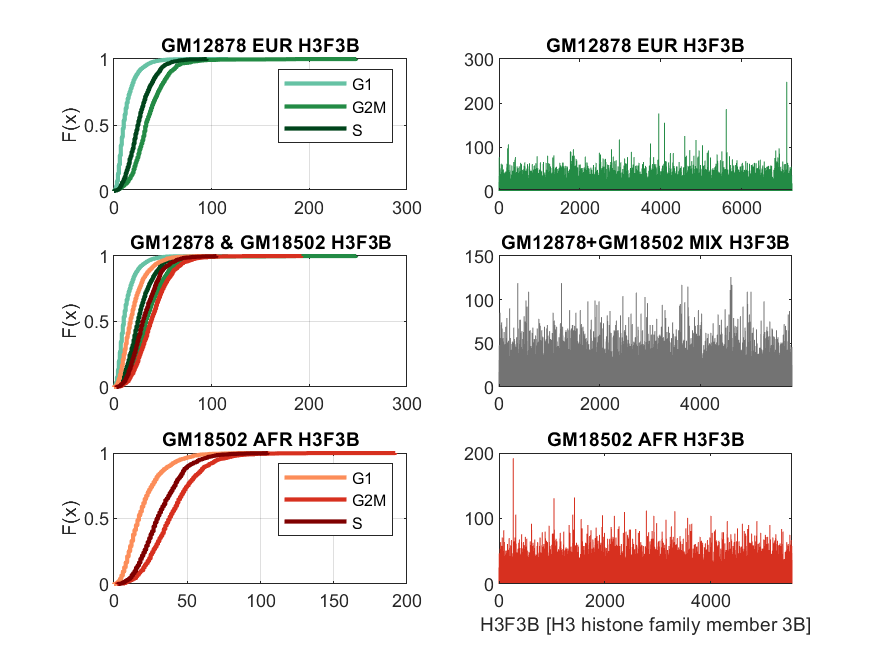 GM12878 EUR H3F3B
F(x)
1
0.5
0
0 100 200 300
G1
G2M
S
GM12878 EUR H3F3B
300
200
100
0
0 2000 4000 6000
GM12878 & GM18502 H3F3B
F(x)
1
0.5
0
0 100 200 300
GM12878+GM18502 MIX H3F3B
150
100
50
0
0 2000 4000
GM18502 AFR H3F3B
F(x)
1
0.5
0
0 50 100 150 200
G1
G2M
S
GM18502 AFR H3F3B
200
100
0
0 2000 4000
H3F3B [H3 histone family member 3B]